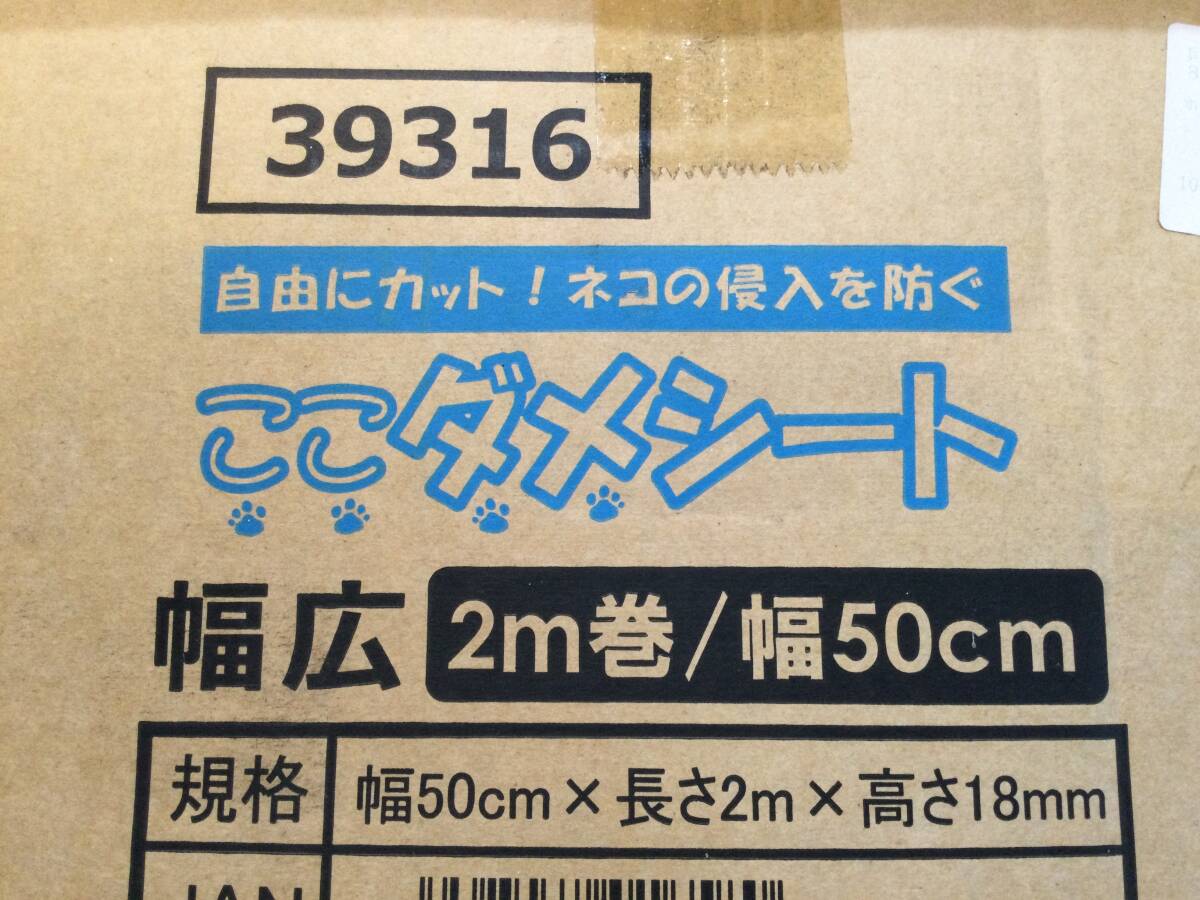 39316
自由にカット!ネコの侵入を防ぐ
ここダメシート
幅広 2m巻/幅50cm
規格 幅50cm×長さ2m×高さ18mm
JAN
10